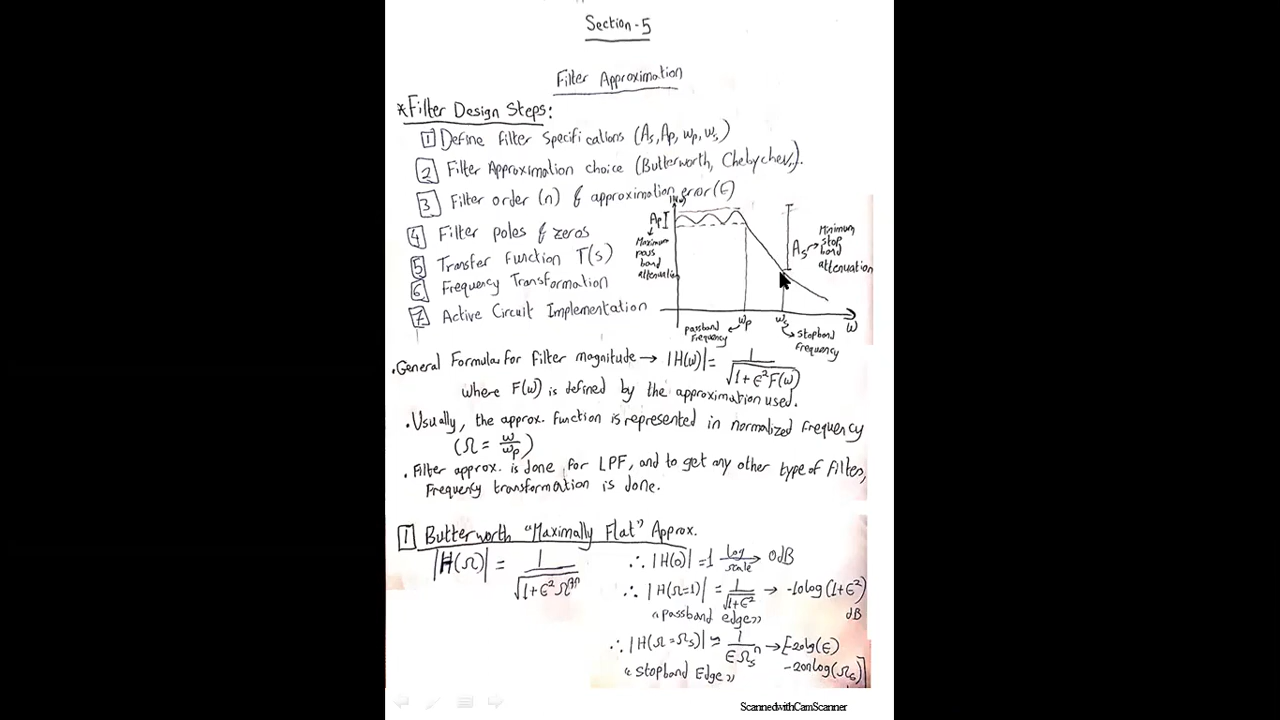 Section-5
Filter Approximation
*Filter Design Steps:
1 Define Filter Specifications (As, Ap, ωp, ωs)
2 Filter Approximation choice (Butterworth, Chebychev,..).
3 Filter order (n) & approximation error (ϵ)
4 Filter poles & zeros
5 Transfer Function T(s)
6 Frequency Transformation
7 Active Circuit Implementation
|H(ω)|
Ap
Maximum
pass
band
attenuation
As → Minimum
stop
band
attenuation
ωp
ωs
ω
passband
Frequency
stopband
Frequency
•General Formula for filter magnitude → |H(ω)| = 1/√(1+ϵ²F(ω))
where F(ω) is defined by the approximation used.
•Usually, the approx. function is represented in normalized frequency
(Ω = ω/ωp)
•Filter approx. is done for LPF, and to get any other type of filter,
Frequency transformation is done.
1 Butterworth "Maximally Flat" Approx.
|H(Ω)| = 1/√(1+ϵ²Ω²ⁿ)
∴ |H(0)| = 1 log scale → 0dB
∴ |H(Ω=1)| = 1/√(1+ϵ²) → -10log(1+ϵ²) dB
"passband edge"
∴ |H(Ω=Ωs)| ≈ 1/(ϵΩsⁿ) → [-20log(ϵ)
-20nlog(Ωs)]
"stopband Edge"
ScannedwithCamScanner